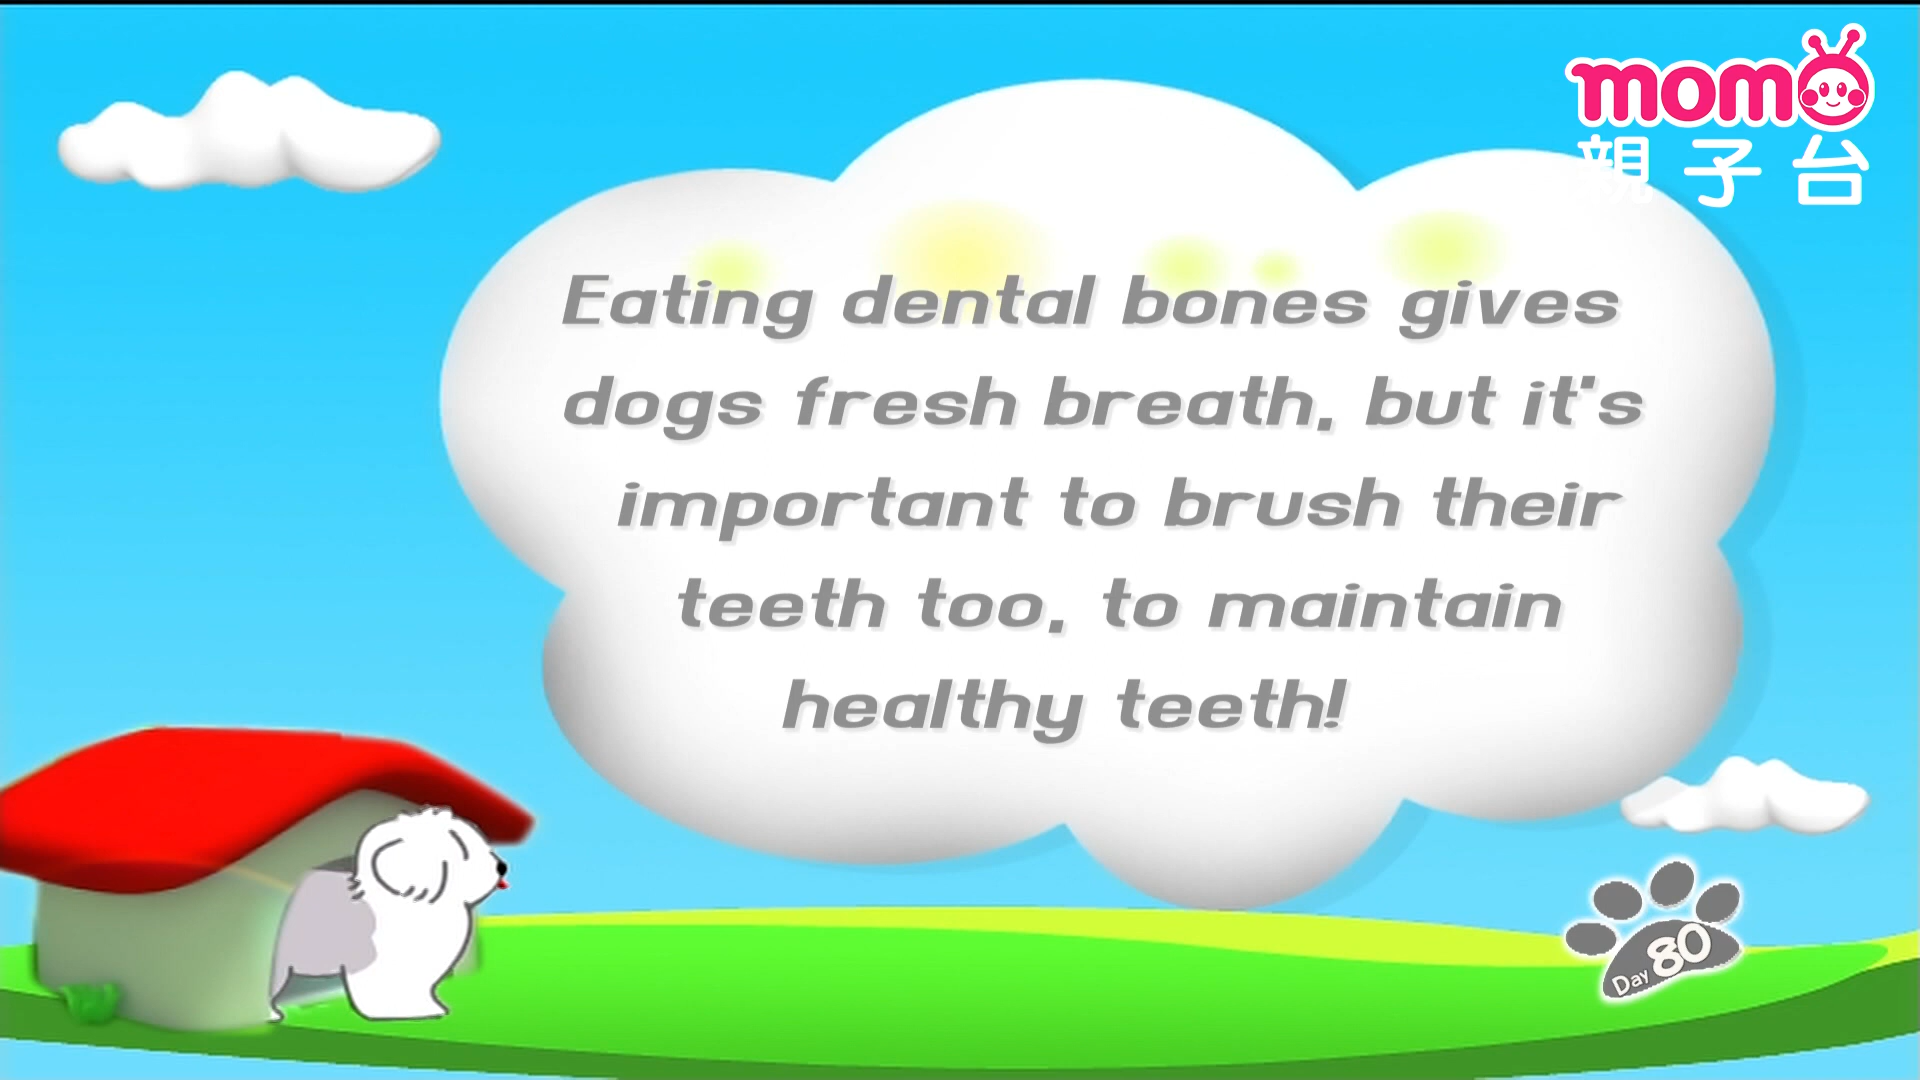 momo
親子台
Eating dental bones gives
dogs fresh breath, but it's
important to brush their
teeth too, to maintain
healthy teeth!
Day 80